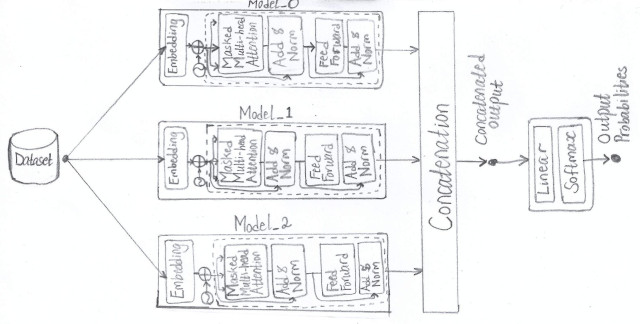 Model_0
Embedding
Masked
Multi-head
Attention
Add &
Norm
Feed
Forward
Add &
Norm
Dataset
Model_1
Embedding
Masked
Multi-head
Attention
Add &
Norm
Feed
Forward
Add &
Norm
Model_2
Embedding
Masked
Multi-head
Attention
Add &
Norm
Feed
Forward
Add &
Norm
Concatenation
Concatenated
output
Linear
Softmax
Output
Probabilities